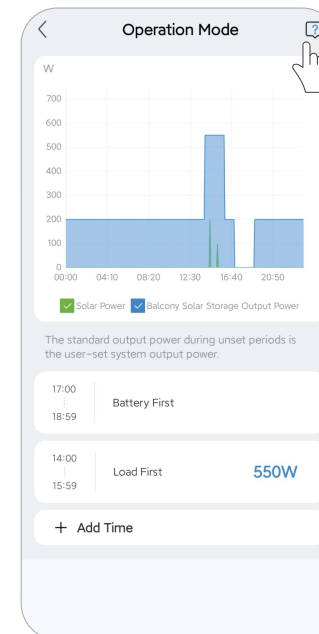 Operation Mode
?
W
700
600
500
400
300
200
100
0
00:00 04:10 08:20 12:30 16:40 20:50
Solar Power Balcony Solar Storage Output Power
The standard output power during unset periods is
the user-set system output power.
17:00
Battery First
18:59
14:00
Load First 550W
15:59
+ Add Time